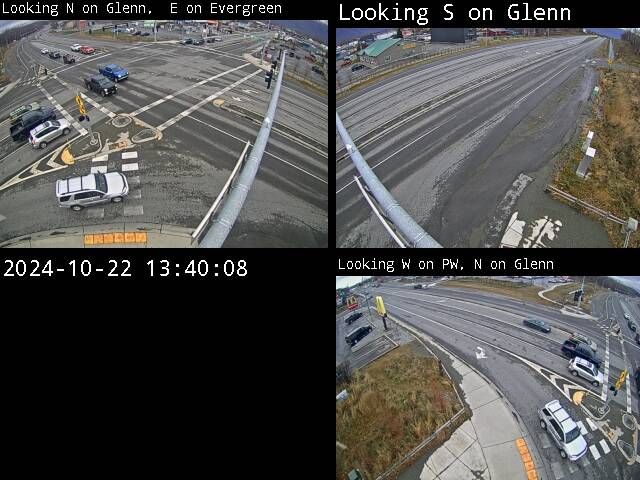 Looking N on Glenn,  E on Evergreen
Looking S on Glenn
2024-10-22 13:40:08
Looking W on PW, N on Glenn